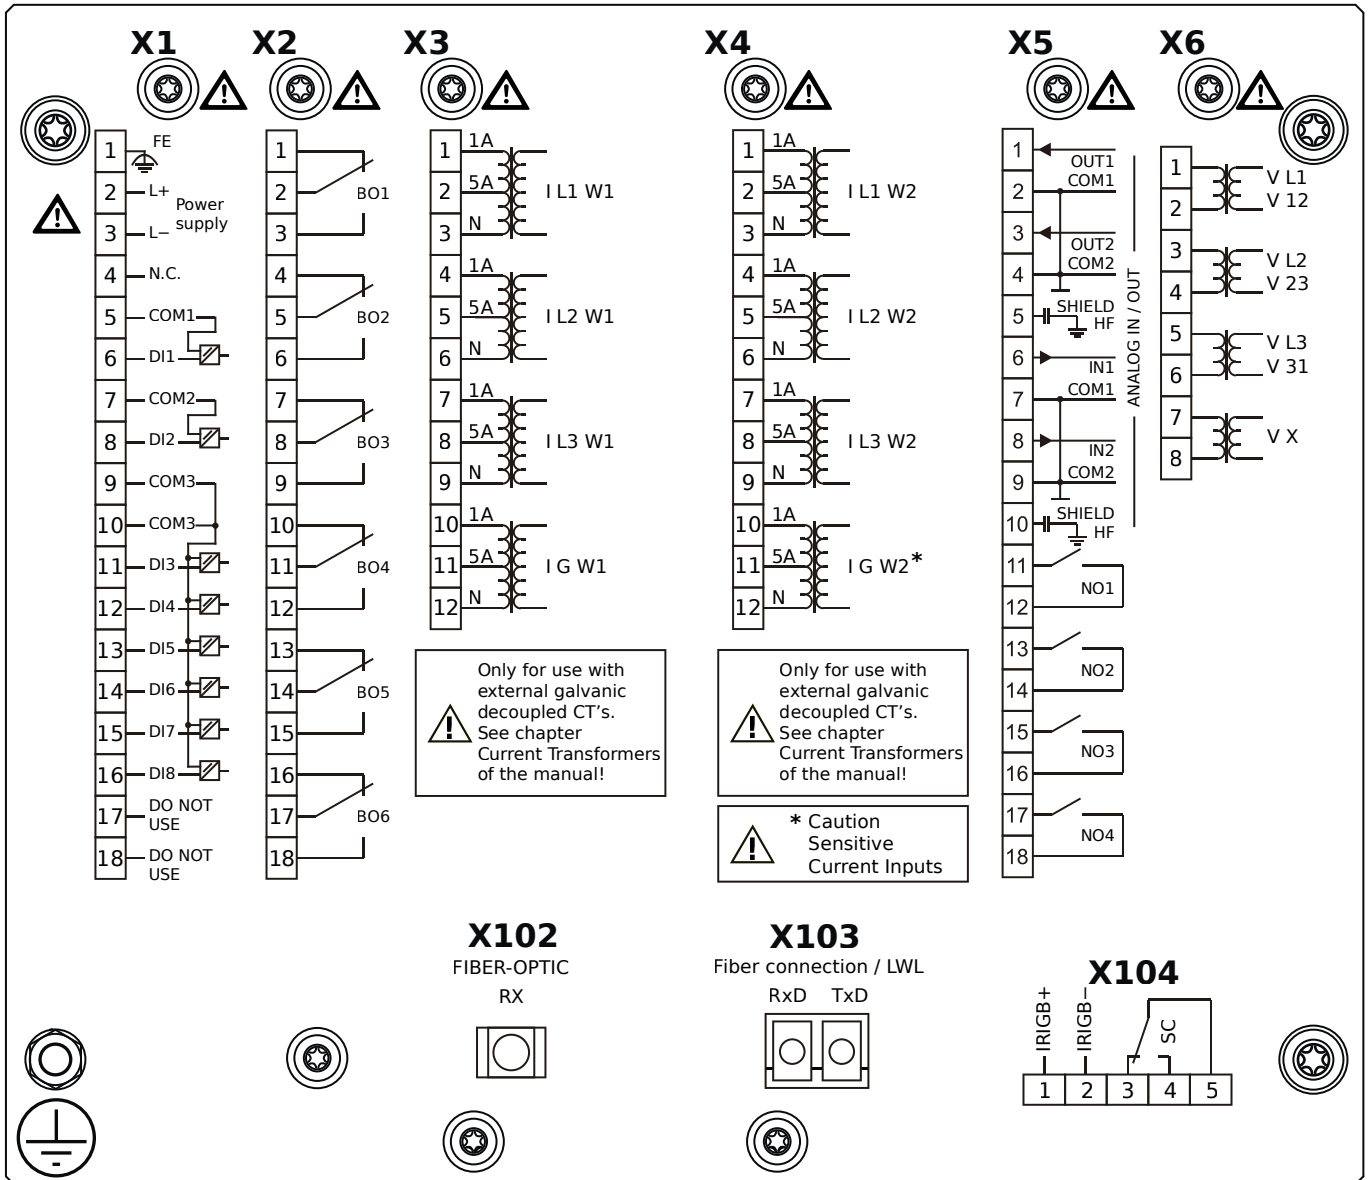 X1 X2 X3 X4 X5 X6
1 FE
2 L+
Power
supply
3 L−
4 N.C.
5 COM1
6 DI1
7 COM2
8 DI2
9 COM3
10 COM3
11 DI3
12 DI4
13 DI5
14 DI6
15 DI7
16 DI8
17 DO NOT
USE
18 DO NOT
USE
1
2 BO1
3
4
5 BO2
6
7
8 BO3
9
10
11 BO4
12
13
14 BO5
15
16
17 BO6
18
1 1A
2 5A I L1 W1
3 N
4 1A
5 5A I L2 W1
6 N
7 1A
8 5A I L3 W1
9 N
10 1A
11 5A I G W1
12 N
Only for use with
external galvanic
decoupled CT's.
See chapter
Current Transformers
of the manual!
1 1A
2 5A I L1 W2
3 N
4 1A
5 5A I L2 W2
6 N
7 1A
8 5A I L3 W2
9 N
10 1A
11 5A I G W2*
12 N
Only for use with
external galvanic
decoupled CT's.
See chapter
Current Transformers
of the manual!
* Caution
Sensitive
Current Inputs
1
OUT1
2 COM1
3
OUT2
4 COM2
5 SHIELD
HF
6
IN1
7 COM1
8
IN2
9 COM2
10 SHIELD
HF
ANALOG IN / OUT
11
NO1
12
13
NO2
14
15
NO3
16
17
NO4
18
1 V L1
2 V 12
3 V L2
4 V 23
5 V L3
6 V 31
7
V X
8
X102
FIBER-OPTIC
RX
X103
Fiber connection / LWL
RxD TxD
X104
IRIGB+
IRIGB−
SC
1 2 3 4 5